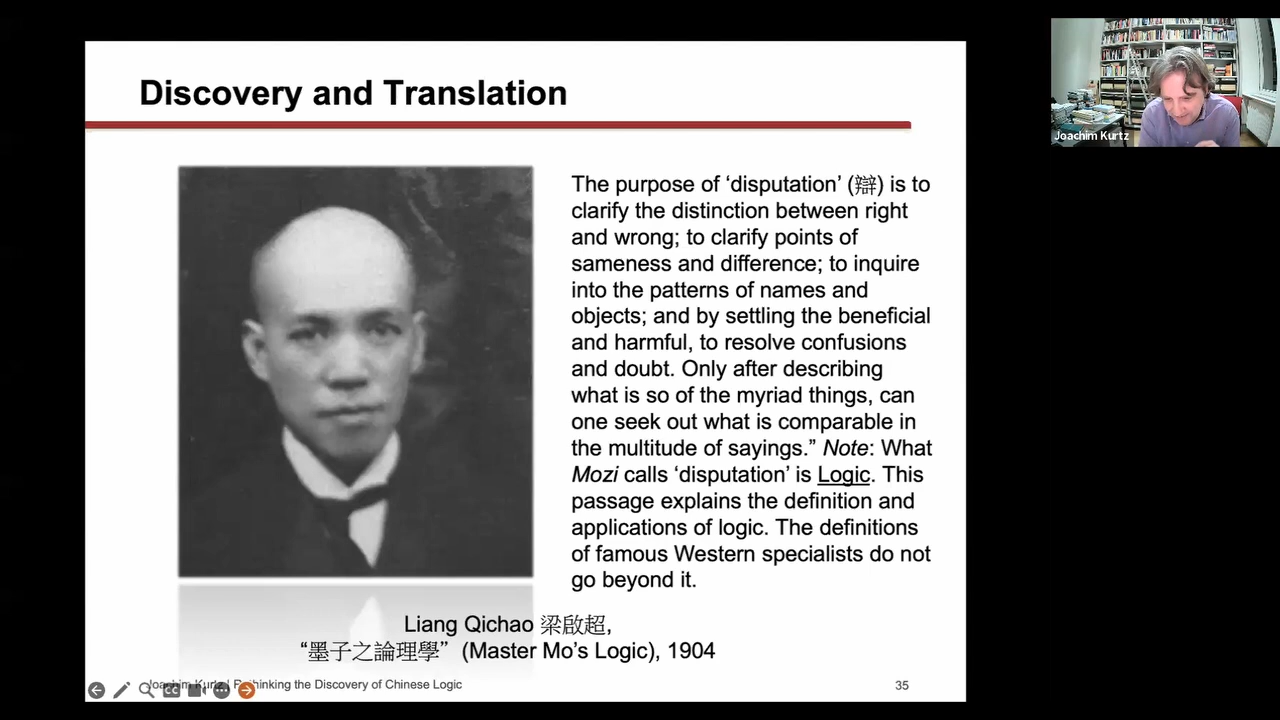 Discovery and Translation
Joachim Kurtz
The purpose of ‘disputation’ (辯) is to
clarify the distinction between right
and wrong; to clarify points of
sameness and difference; to inquire
into the patterns of names and
objects; and by settling the beneficial
and harmful, to resolve confusions
and doubt. Only after describing
what is so of the myriad things, can
one seek out what is comparable in
the multitude of sayings.” Note: What
Mozi calls ‘disputation’ is Logic. This
passage explains the definition and
applications of logic. The definitions
of famous Western specialists do not
go beyond it.
Liang Qichao 梁啟超,
“墨子之論理學” (Master Mo’s Logic), 1904
Joachim Kurtz | Rethinking the Discovery of Chinese Logic
35
CC